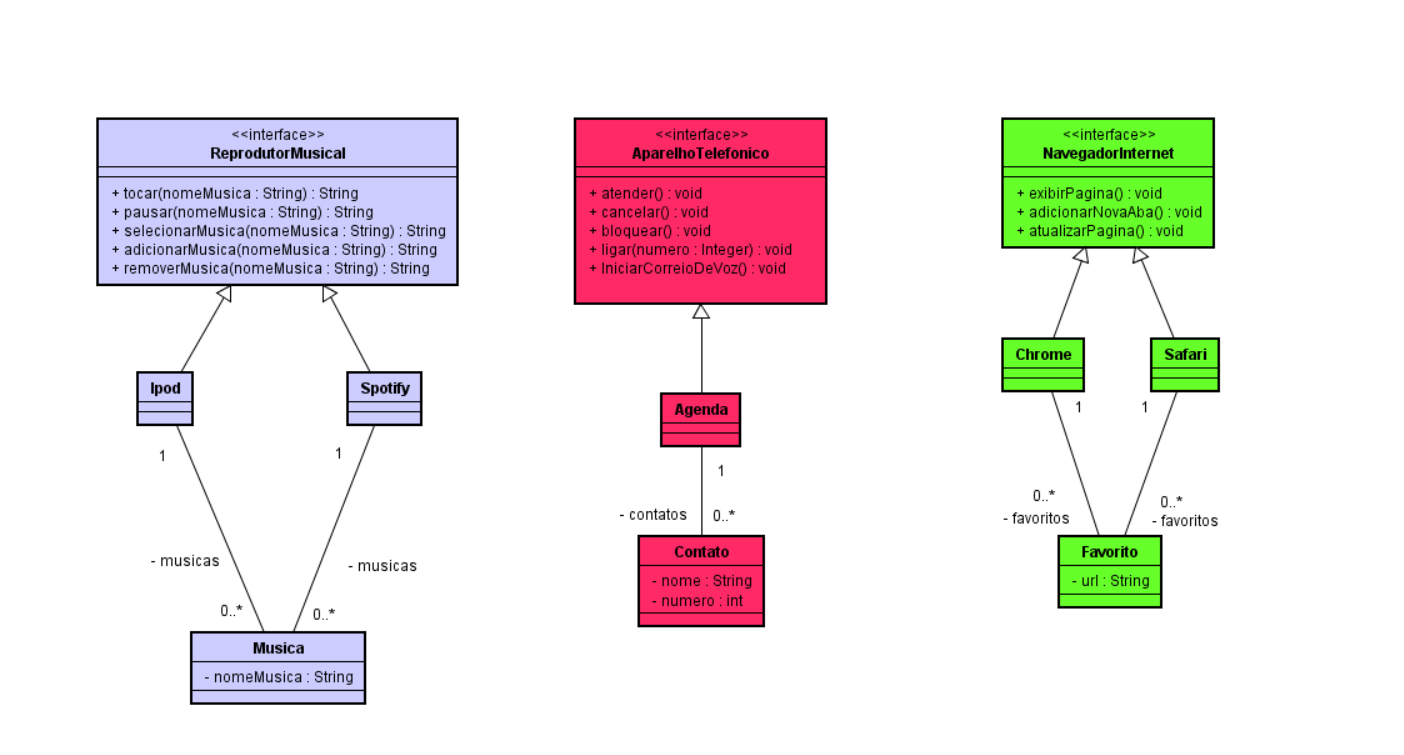 <<interface>>
ReprodutorMusical
+ tocar(nomeMusica : String) : String
+ pausar(nomeMusica : String) : String
+ selecionarMusica(nomeMusica : String) : String
+ adicionarMusica(nomeMusica : String) : String
+ removerMusica(nomeMusica : String) : String
Ipod
Spotify
1
1
- musicas
- musicas
0..*
0..*
Musica
- nomeMusica : String
<<interface>>
AparelhoTelefonico
+ atender() : void
+ cancelar() : void
+ bloquear() : void
+ ligar(numero : Integer) : void
+ IniciarCorreioDeVoz() : void
Agenda
1
- contatos
0..*
Contato
- nome : String
- numero : int
<<interface>>
NavegadorInternet
+ exibirPagina() : void
+ adicionarNovaAba() : void
+ atualizarPagina() : void
Chrome
Safari
1
1
0..*
0..*
- favoritos
- favoritos
Favorito
- url : String